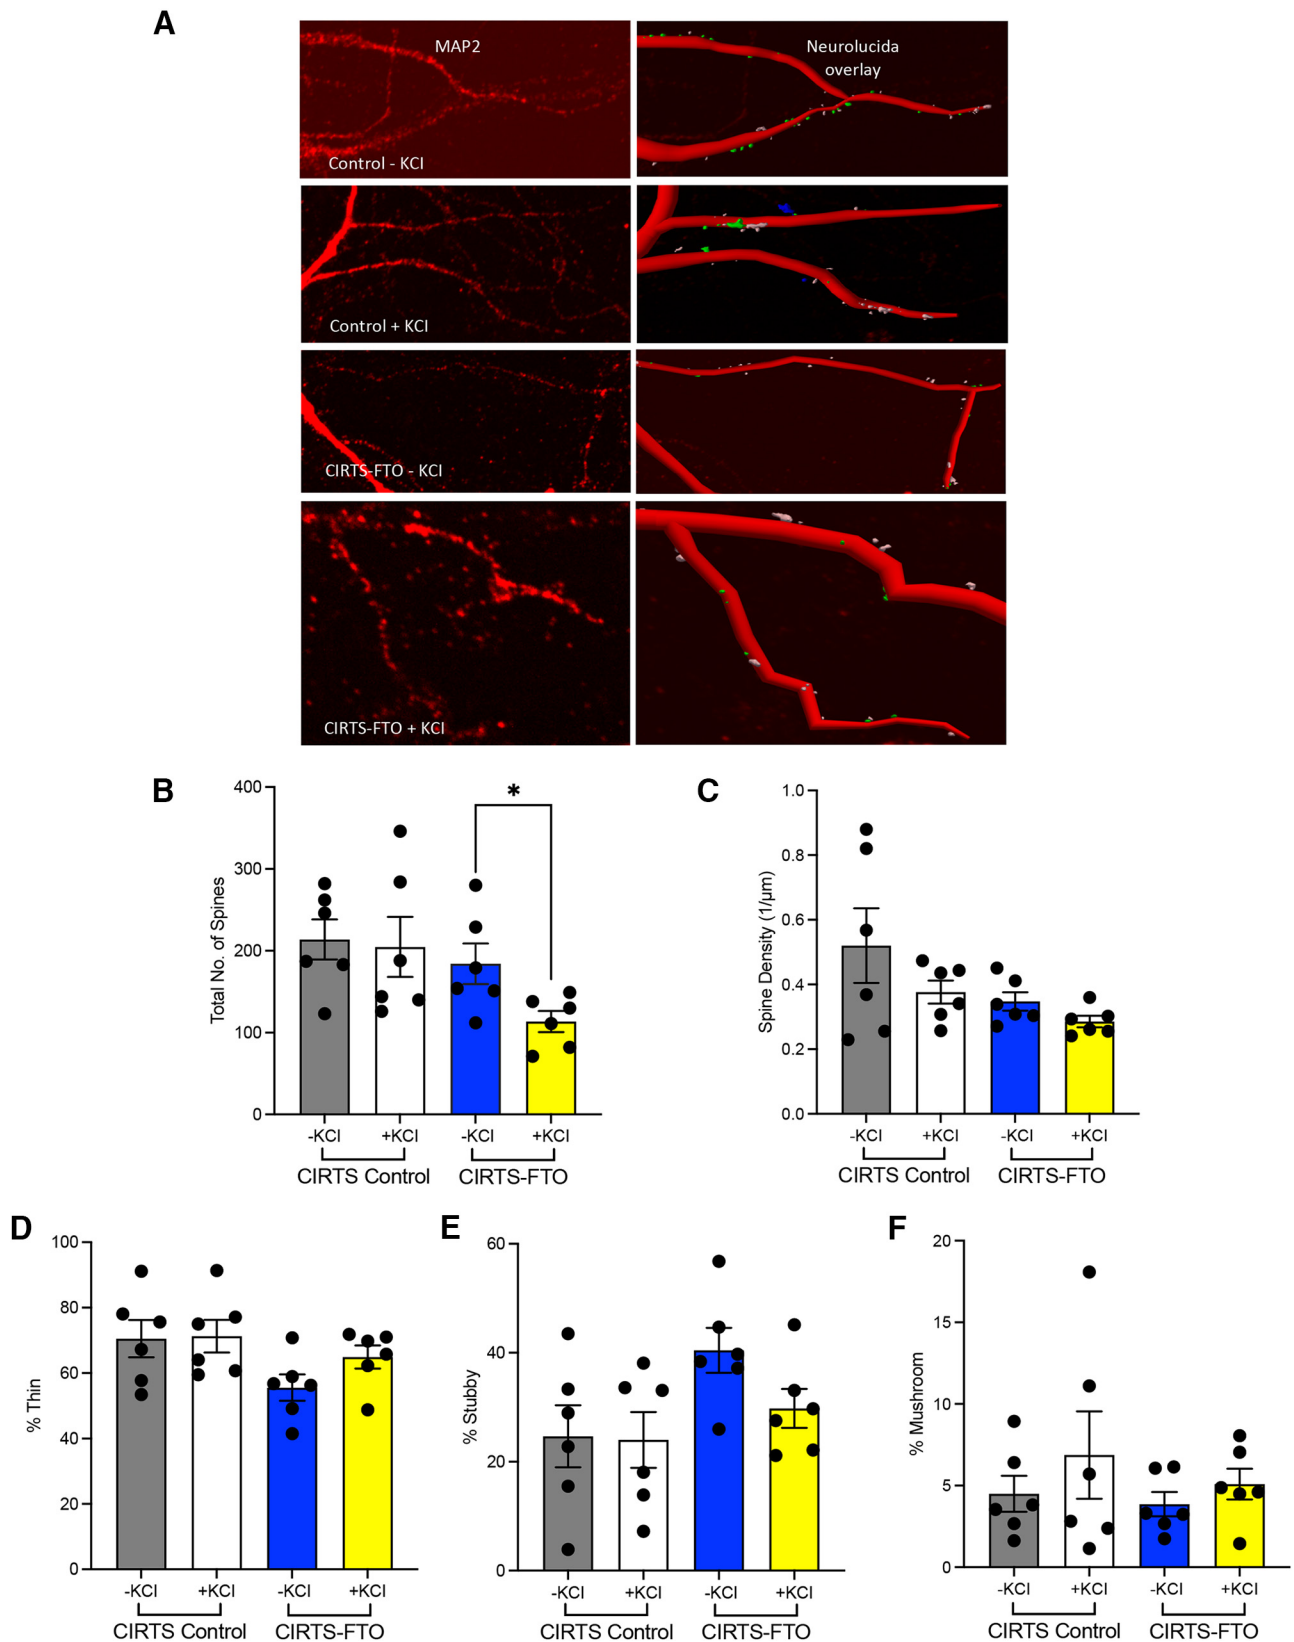 A
MAP2
Neurolucida
overlay
Control - KCl
Control + KCl
CIRTS-FTO - KCl
CIRTS-FTO + KCl
B
Total No. of Spines
400
300
200
100
0
*
-KCl +KCl -KCl +KCl
CIRTS Control CIRTS-FTO
C
Spine Density (1/µm)
1.0
0.8
0.6
0.4
0.2
0.0
-KCl +KCl -KCl +KCl
CIRTS Control CIRTS-FTO
D
% Thin
100
80
60
40
20
0
-KCl +KCl -KCl +KCl
CIRTS Control CIRTS-FTO
E
% Stubby
60
40
20
0
-KCl +KCl -KCl +KCl
CIRTS Control CIRTS-FTO
F
% Mushroom
20
15
10
5
0
-KCl +KCl -KCl +KCl
CIRTS Control CIRTS-FTO